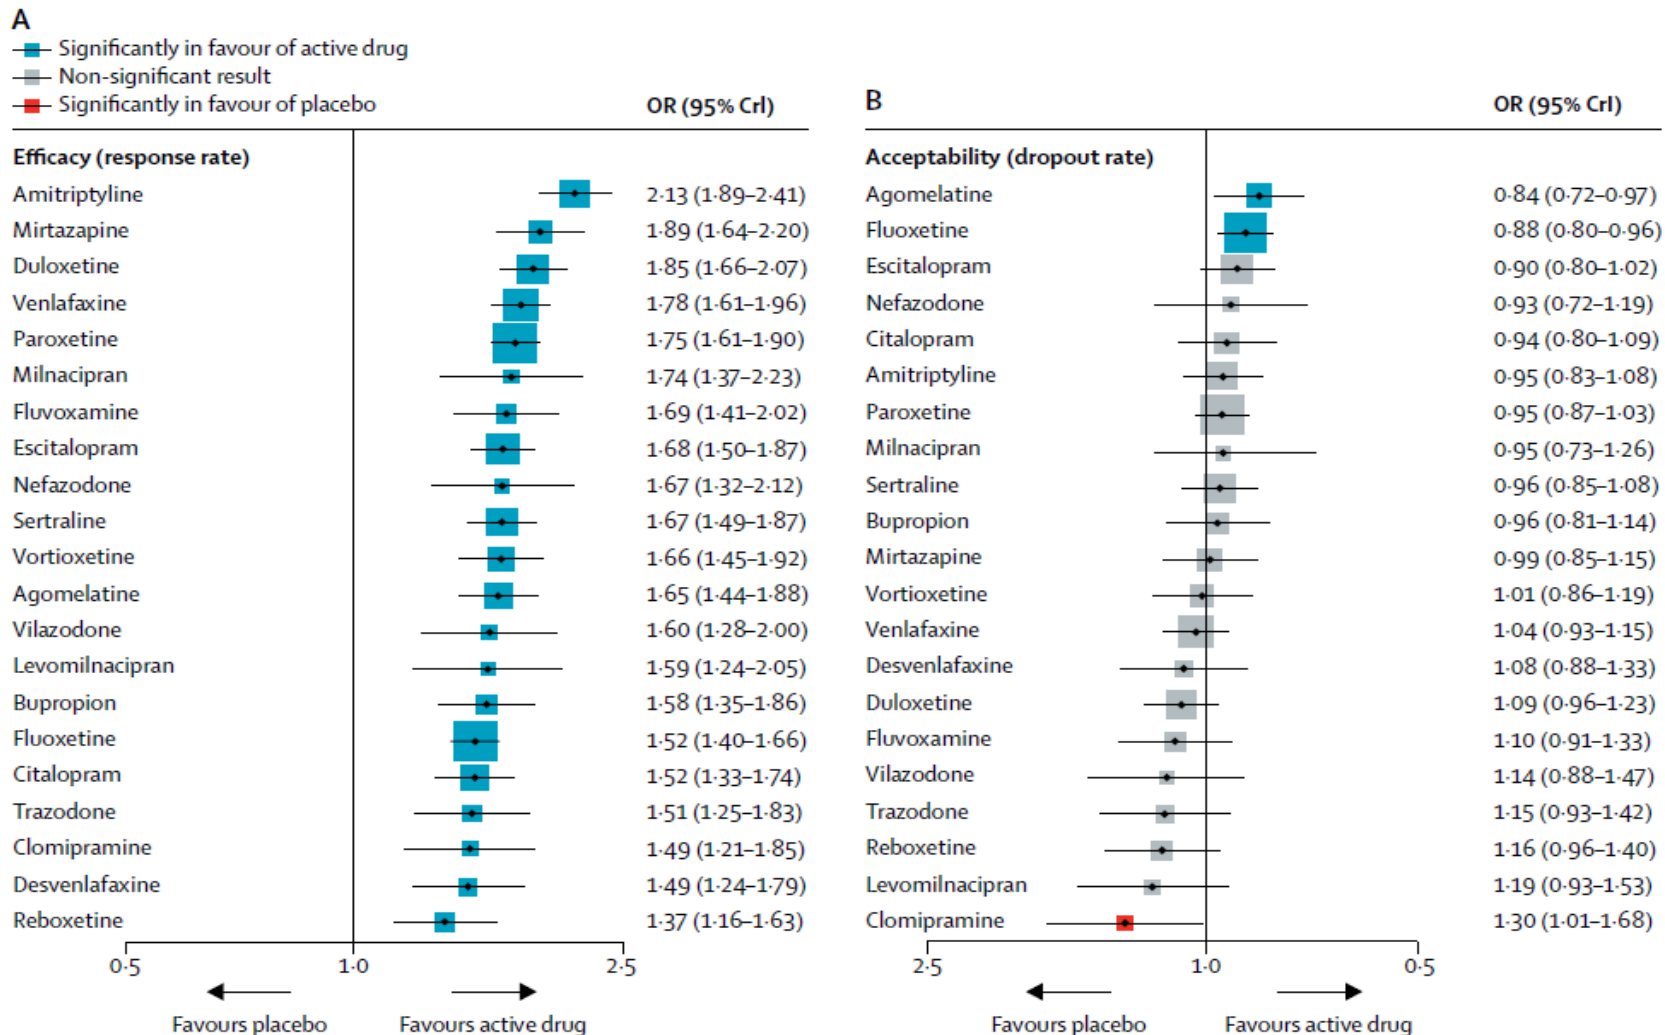 A
Significantly in favour of active drug
Non-significant result
Significantly in favour of placebo
OR (95% CrI)
Efficacy (response rate)
Amitriptyline 2·13 (1·89–2·41)
Mirtazapine 1·89 (1·64–2·20)
Duloxetine 1·85 (1·66–2·07)
Venlafaxine 1·78 (1·61–1·96)
Paroxetine 1·75 (1·61–1·90)
Milnacipran 1·74 (1·37–2·23)
Fluvoxamine 1·69 (1·41–2·02)
Escitalopram 1·68 (1·50–1·87)
Nefazodone 1·67 (1·32–2·12)
Sertraline 1·67 (1·49–1·87)
Vortioxetine 1·66 (1·45–1·92)
Agomelatine 1·65 (1·44–1·88)
Vilazodone 1·60 (1·28–2·00)
Levomilnacipran 1·59 (1·24–2·05)
Bupropion 1·58 (1·35–1·86)
Fluoxetine 1·52 (1·40–1·66)
Citalopram 1·52 (1·33–1·74)
Trazodone 1·51 (1·25–1·83)
Clomipramine 1·49 (1·21–1·85)
Desvenlafaxine 1·49 (1·24–1·79)
Reboxetine 1·37 (1·16–1·63)
0·5 1·0 2·5
Favours placebo Favours active drug
B
OR (95% CrI)
Acceptability (dropout rate)
Agomelatine 0·84 (0·72–0·97)
Fluoxetine 0·88 (0·80–0·96)
Escitalopram 0·90 (0·80–1·02)
Nefazodone 0·93 (0·72–1·19)
Citalopram 0·94 (0·80–1·09)
Amitriptyline 0·95 (0·83–1·08)
Paroxetine 0·95 (0·87–1·03)
Milnacipran 0·95 (0·73–1·26)
Sertraline 0·96 (0·85–1·08)
Bupropion 0·96 (0·81–1·14)
Mirtazapine 0·99 (0·85–1·15)
Vortioxetine 1·01 (0·86–1·19)
Venlafaxine 1·04 (0·93–1·15)
Desvenlafaxine 1·08 (0·88–1·33)
Duloxetine 1·09 (0·96–1·23)
Fluvoxamine 1·10 (0·91–1·33)
Vilazodone 1·14 (0·88–1·47)
Trazodone 1·15 (0·93–1·42)
Reboxetine 1·16 (0·96–1·40)
Levomilnacipran 1·19 (0·93–1·53)
Clomipramine 1·30 (1·01–1·68)
2·5 1·0 0·5
Favours placebo Favours active drug